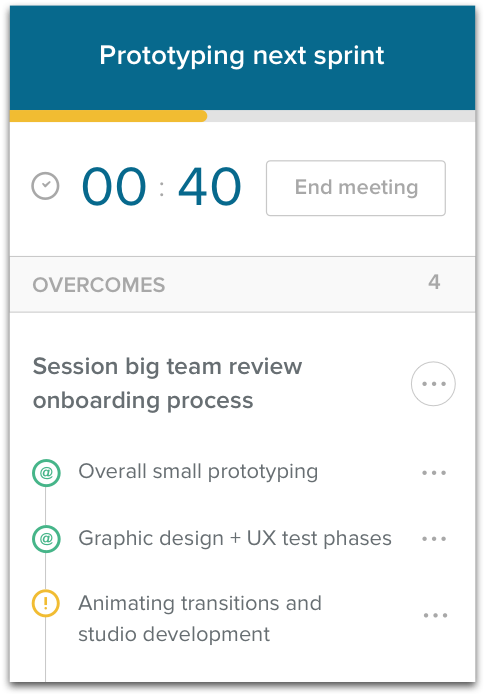 Prototyping next sprint
00 : 40
End meeting
OVERCOMES 4
Session big team review
onboarding process
@ Overall small prototyping
@ Graphic design + UX test phases
! Animating transitions and
studio development